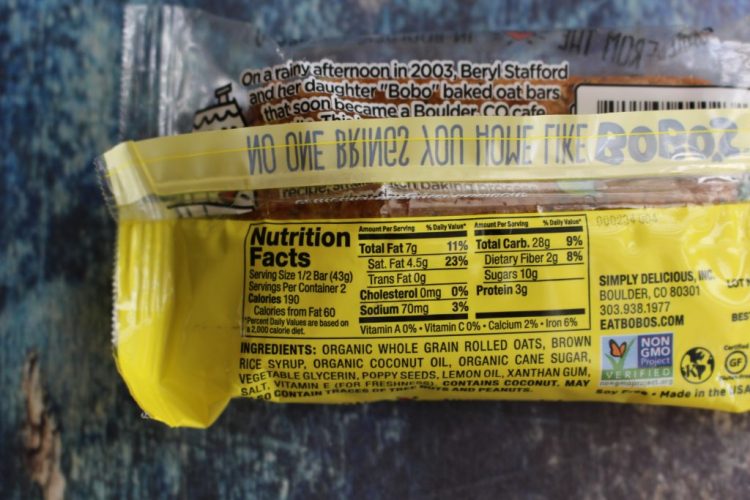 On a rainy afternoon in 2003, Beryl Stafford
and her daughter "Bobo" baked oat bars
that soon became a Boulder, CO cafe
NO ONE BRINGS YOU HOME LIKE BOBO'S
Nutrition
Facts
Serving Size 1/2 Bar (43g)
Servings Per Container 2
Calories 190
Calories from Fat 60
*Percent Daily Values are based on
a 2,000 calorie diet.
Amount Per Serving % Daily Value*
Total Fat 7g 11%
Sat. Fat 4.5g 23%
Trans Fat 0g
Cholesterol 0mg 0%
Sodium 70mg 3%
Amount Per Serving % Daily Value*
Total Carb. 28g 9%
Dietary Fiber 2g 8%
Sugars 10g
Protein 3g
Vitamin A 0% • Vitamin C 0% • Calcium 2% • Iron 6%
INGREDIENTS: ORGANIC WHOLE GRAIN ROLLED OATS, BROWN
RICE SYRUP, ORGANIC COCONUT OIL, ORGANIC CANE SUGAR,
VEGETABLE GLYCERIN, POPPY SEEDS, LEMON OIL, XANTHAN GUM,
SALT, VITAMIN E (FOR FRESHNESS). CONTAINS COCONUT. MAY
ALSO CONTAIN TRACES OF TREE NUTS AND PEANUTS.
SIMPLY DELICIOUS, INC.
BOULDER, CO 80301
303.938.1977
EATBOBOS.COM
NON
GMO
Project
VERIFIED
nongmoproject.org
K
Certified
GF
Soy Free • Made in the USA
LOT
BEST